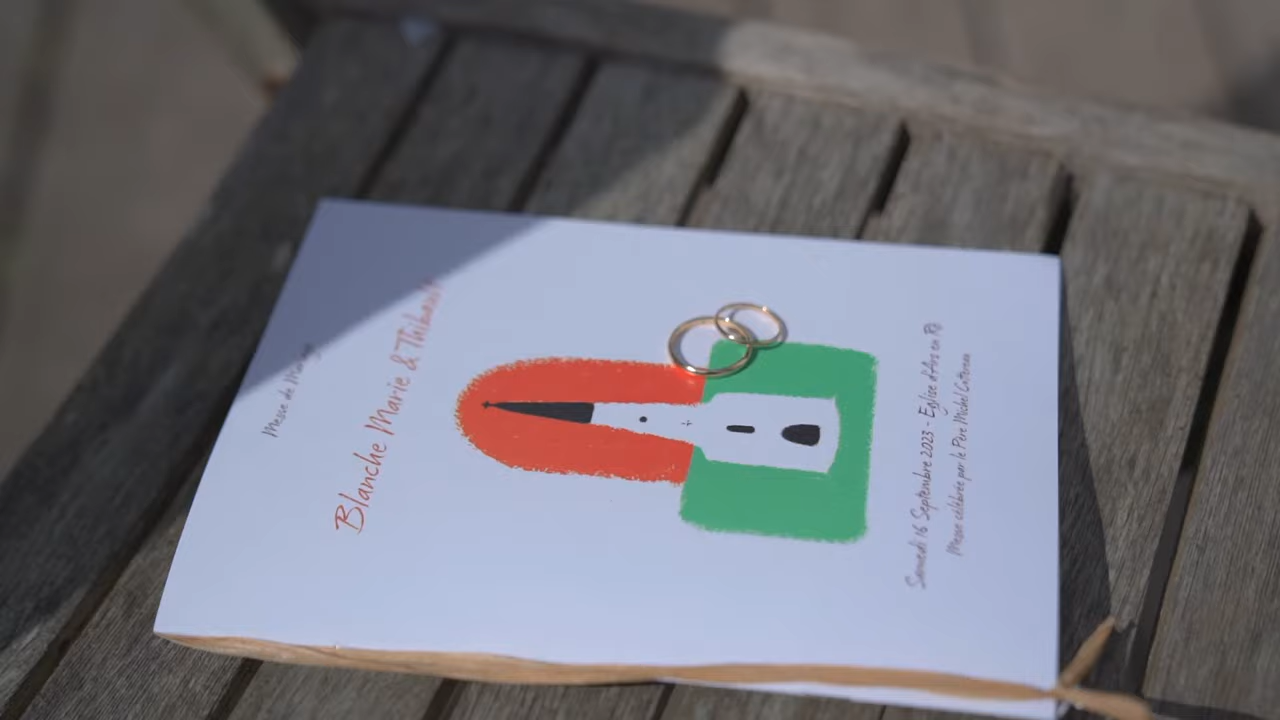 Messe de Mariage
Blanche Marie & Thibault
Samedi 16 Septembre 2023 - Eglise d'Ars en Ré
Messe célébrée par le Père Michel